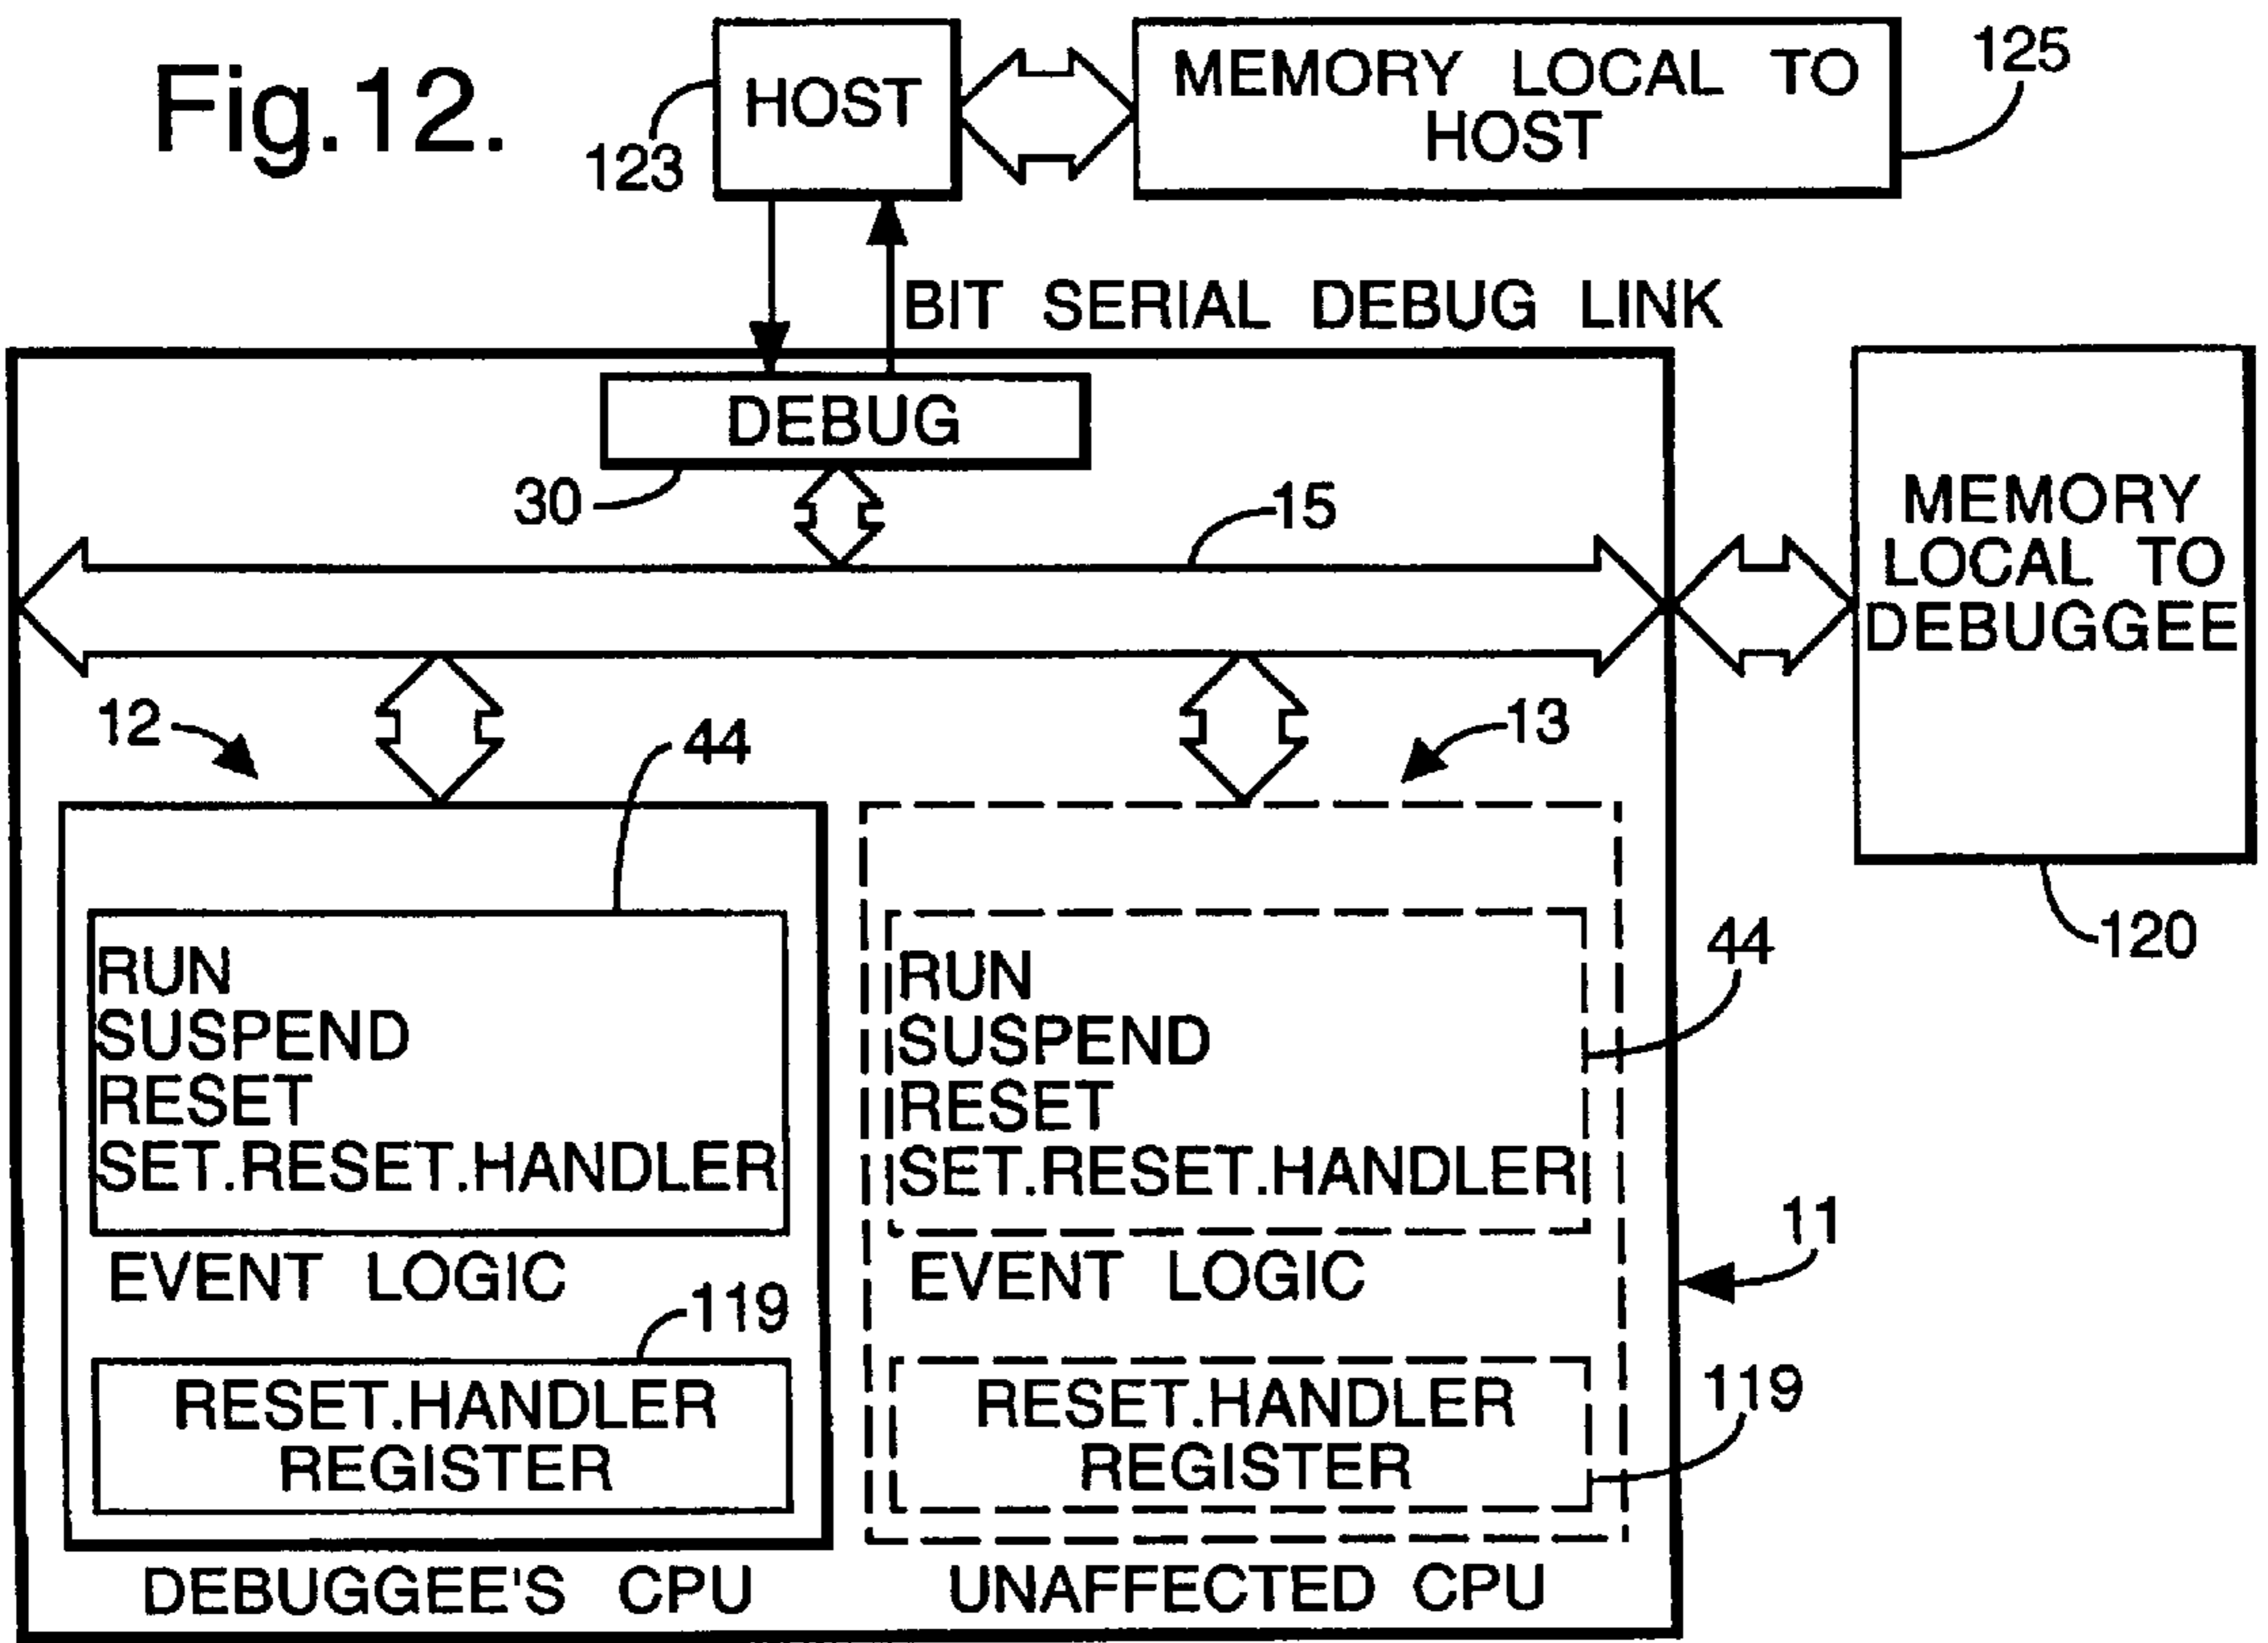 Fig.12.
HOST
123
MEMORY LOCAL TO
HOST
125
BIT SERIAL DEBUG LINK
DEBUG
30
15
MEMORY
LOCAL TO
DEBUGGEE
120
12
44
13
RUN
SUSPEND
RESET
SET.RESET.HANDLER
EVENT LOGIC
119
RESET.HANDLER
REGISTER
DEBUGGEE'S CPU
RUN
SUSPEND
RESET
SET.RESET.HANDLER
44
EVENT LOGIC
11
RESET.HANDLER
REGISTER
119
UNAFFECTED CPU